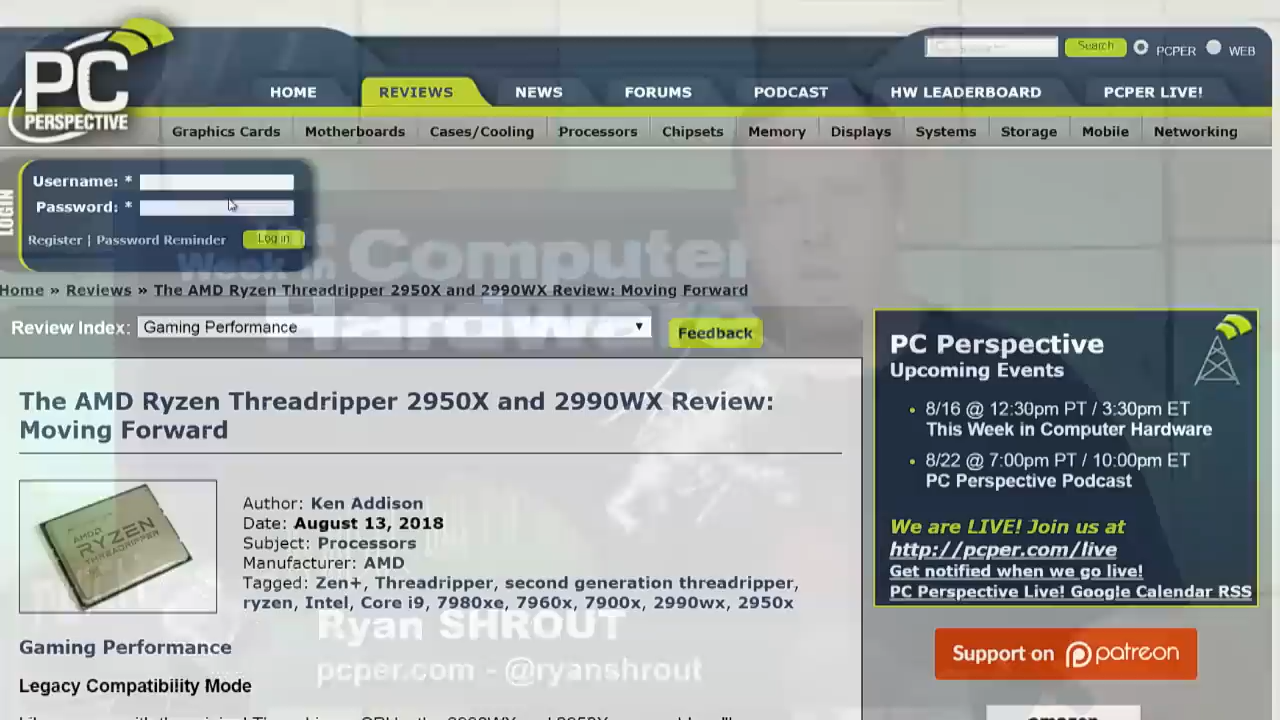 PC
PERSPECTIVE
Search
PCPER
WEB
HOME
REVIEWS
NEWS
FORUMS
PODCAST
HW LEADERBOARD
PCPER LIVE!
Graphics Cards
Motherboards
Cases/Cooling
Processors
Chipsets
Memory
Displays
Systems
Storage
Mobile
Networking
LOGIN
Username: *
Password: *
Register | Password Reminder
Log in
Week in Computer
Hardware
Home » Reviews » The AMD Ryzen Threadripper 2950X and 2990WX Review: Moving Forward
Review Index: Gaming Performance
Feedback
The AMD Ryzen Threadripper 2950X and 2990WX Review:
Moving Forward
AMD
RYZEN
THREADRIPPER
Author: Ken Addison
Date: August 13, 2018
Subject: Processors
Manufacturer: AMD
Tagged: Zen+, Threadripper, second generation threadripper,
ryzen, Intel, Core i9, 7980xe, 7960x, 7900x, 2990wx, 2950x
Ryan SHROUT
pcper.com - @ryanshrout
Gaming Performance
Legacy Compatibility Mode
PC Perspective
Upcoming Events
8/16 @ 12:30pm PT / 3:30pm ET
This Week in Computer Hardware
8/22 @ 7:00pm PT / 10:00pm ET
PC Perspective Podcast
We are LIVE! Join us at
http://pcper.com/live
Get notified when we go live!
PC Perspective Live! Google Calendar RSS
Support on patreon